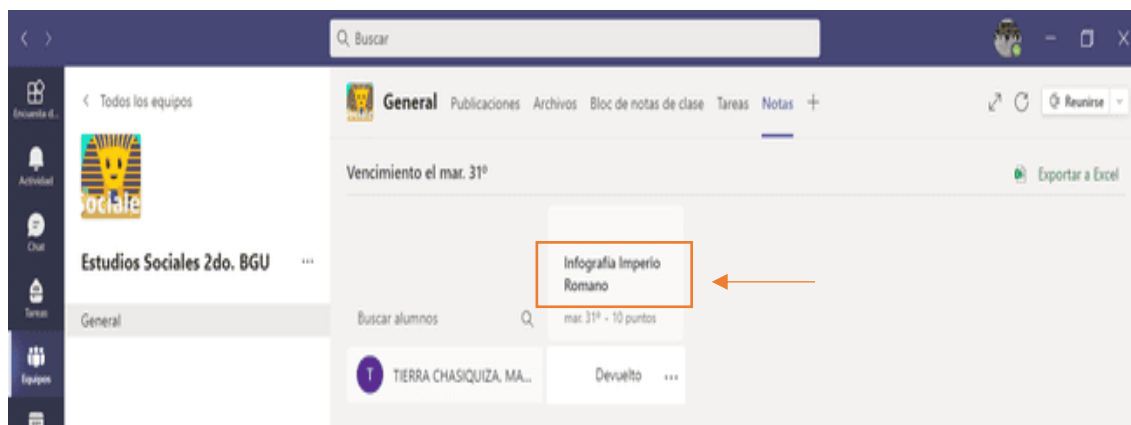 Buscar
Encuesta d...
Actividad
Chat
Tareas
Equipos
Todos los equipos
Sociale
Estudios Sociales 2do. BGU ...
General
General Publicaciones Archivos Bloc de notas de clase Tareas Notas +
Reunirse
Vencimiento el mar. 31º
Exportar a Excel
Infografía Imperio
Romano
Buscar alumnos
mar. 31º - 10 puntos
T TIERRA CHASIQUIZA, MA...
Devuelto ...